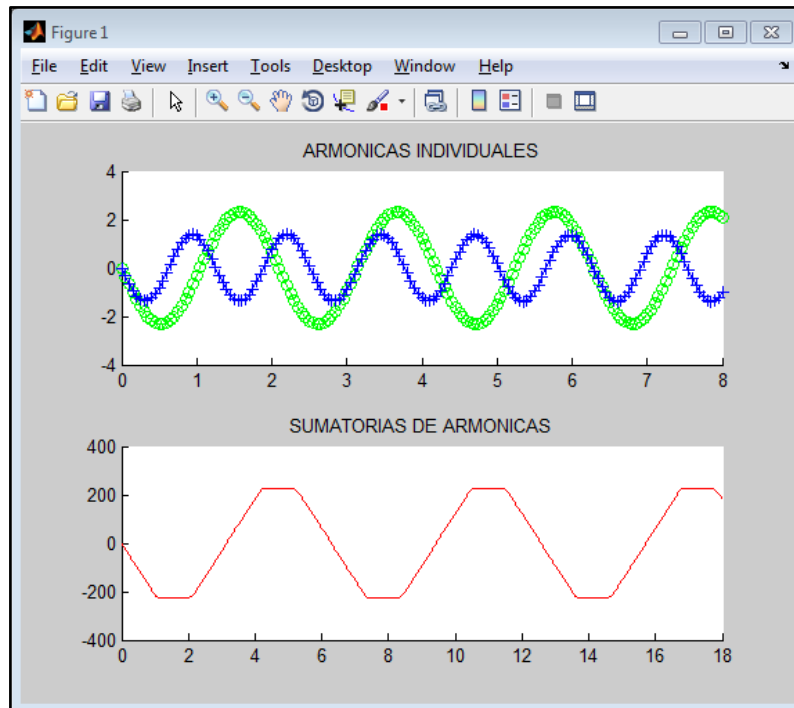 Figure 1
File Edit View Insert Tools Desktop Window Help
ARMONICAS INDIVIDUALES
4
2
0
-2
-4
0 1 2 3 4 5 6 7 8
SUMATORIAS DE ARMONICAS
400
200
0
-200
-400
0 2 4 6 8 10 12 14 16 18